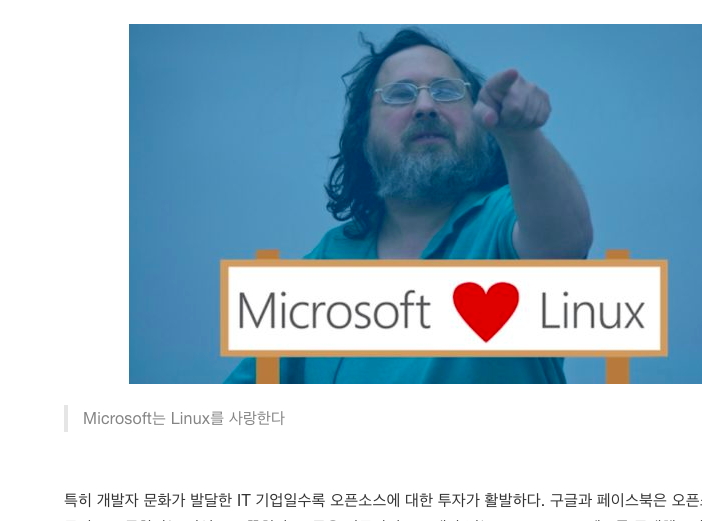 Microsoft Linux
Microsoft는 Linux를 사랑한다
특히 개발자 문화가 발달한 IT 기업일수록 오픈소스에 대한 투자가 활발하다. 구글과 페이스북은